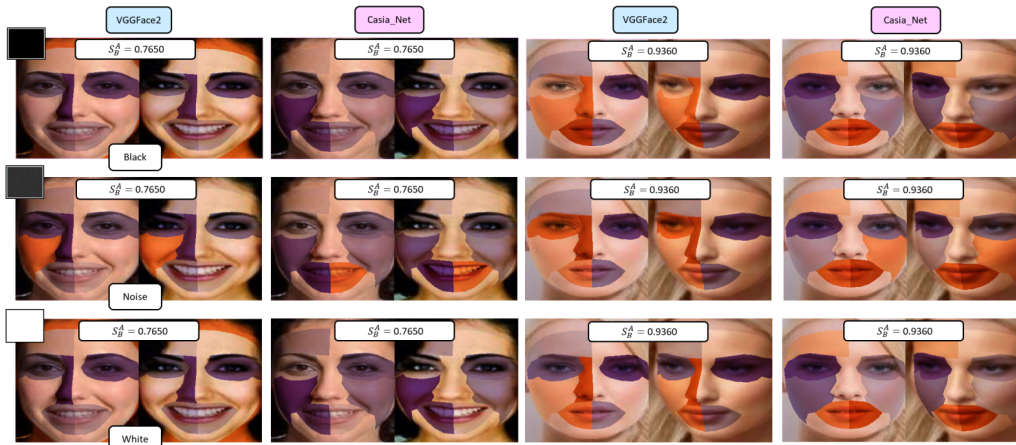 VGGFace2 Casia_Net VGGFace2 Casia_Net
S_B^A = 0.7650 S_B^A = 0.7650 S_B^A = 0.9360 S_B^A = 0.9360
Black
S_B^A = 0.7650 S_B^A = 0.7650 S_B^A = 0.9360 S_B^A = 0.9360
Noise
S_B^A = 0.7650 S_B^A = 0.7650 S_B^A = 0.9360 S_B^A = 0.9360
White